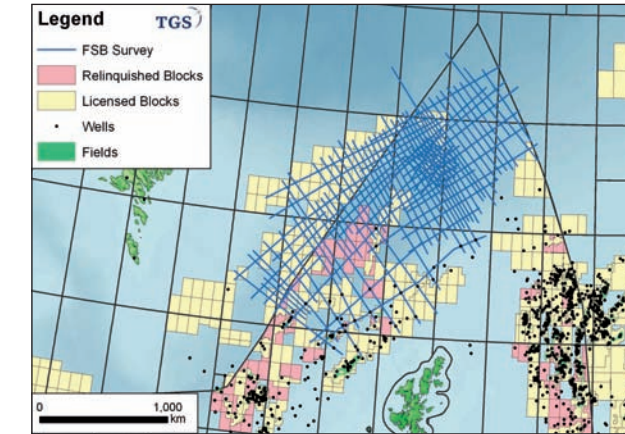 Legend
TGS
FSB Survey
Relinquished Blocks
Licensed Blocks
Wells
Fields
0
1,000
km